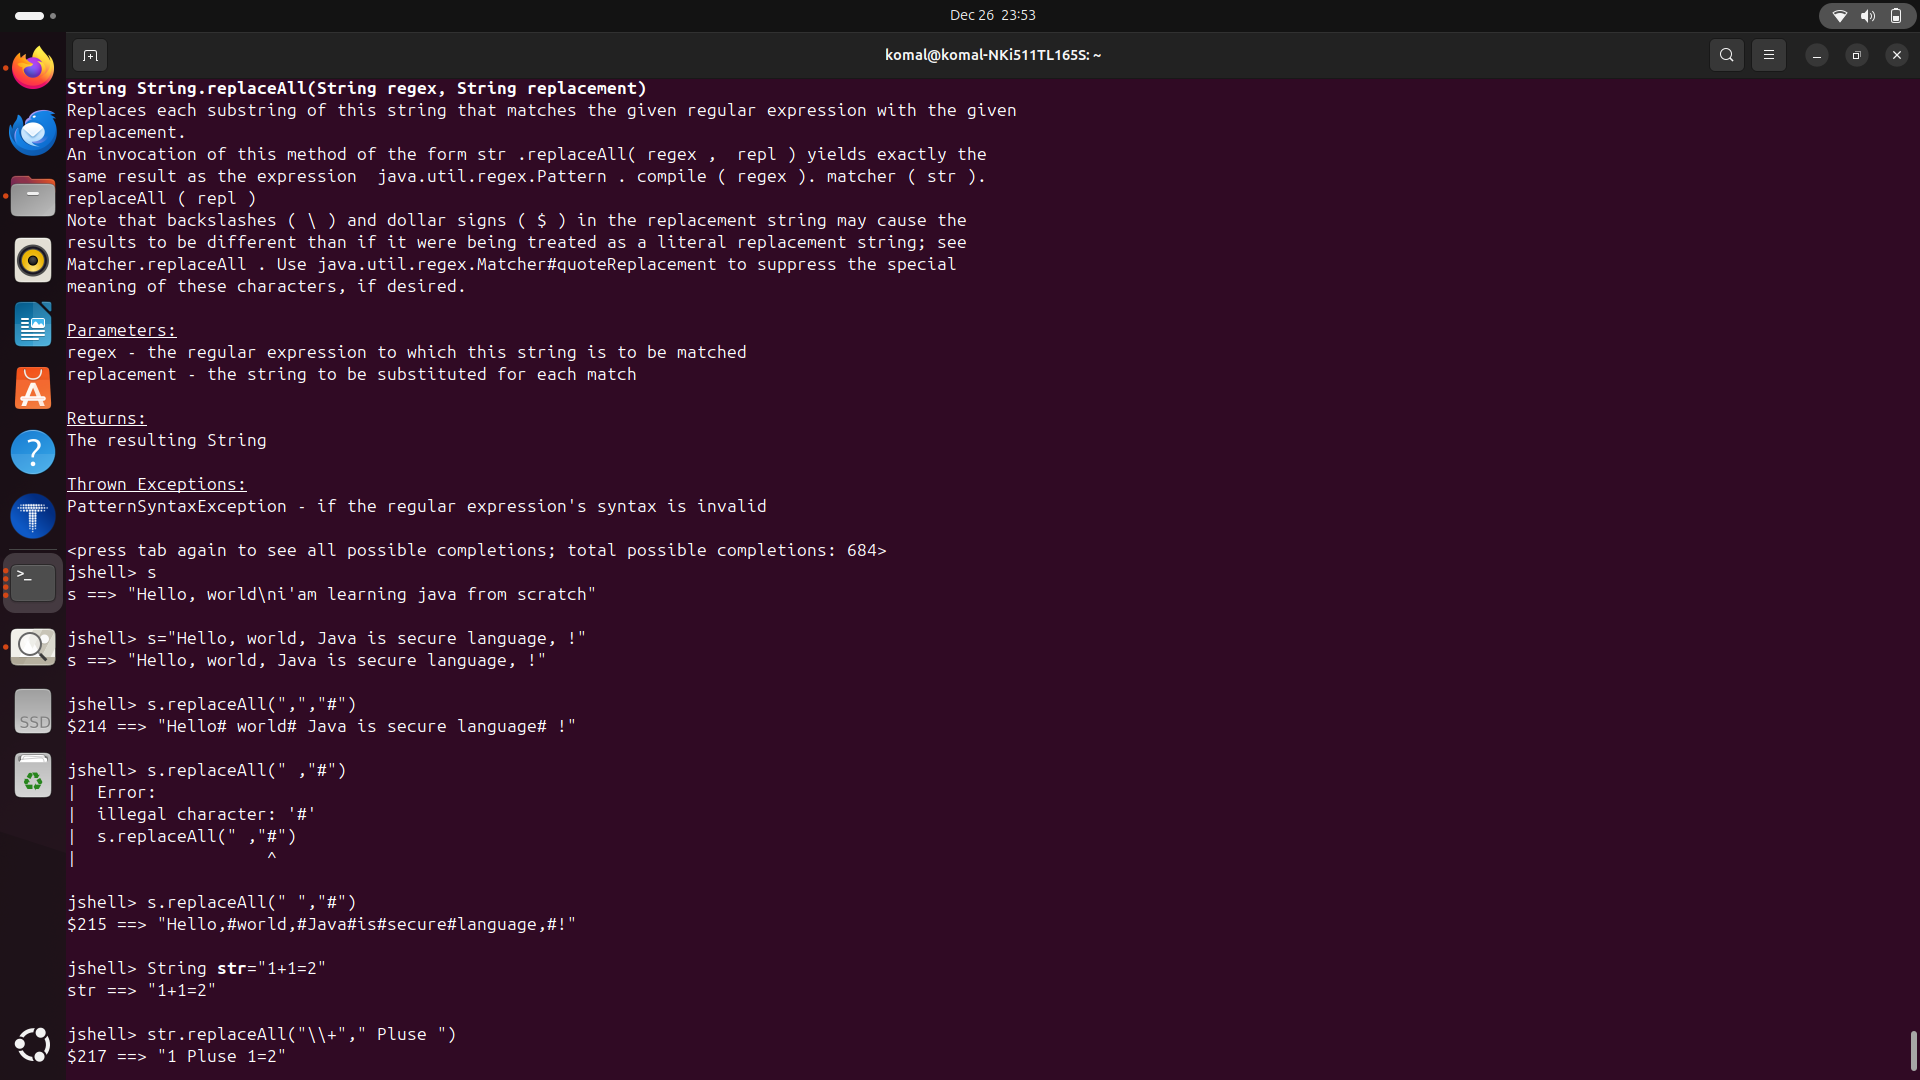 Dec 26 23:53
komal@komal-NKi511TL165S: ~
String String.replaceAll(String regex, String replacement)
Replaces each substring of this string that matches the given regular expression with the given
replacement.
An invocation of this method of the form str .replaceAll( regex ,  repl ) yields exactly the
same result as the expression  java.util.regex.Pattern . compile ( regex ). matcher ( str ).
replaceAll ( repl )
Note that backslashes ( \ ) and dollar signs ( $ ) in the replacement string may cause the
results to be different than if it were being treated as a literal replacement string; see
Matcher.replaceAll . Use java.util.regex.Matcher#quoteReplacement to suppress the special
meaning of these characters, if desired.
Parameters:
regex - the regular expression to which this string is to be matched
replacement - the string to be substituted for each match
Returns:
The resulting String
Thrown Exceptions:
PatternSyntaxException - if the regular expression's syntax is invalid
<press tab again to see all possible completions; total possible completions: 684>
jshell> s
s ==> "Hello, world\ni'am learning java from scratch"
jshell> s="Hello, world, Java is secure language, !"
s ==> "Hello, world, Java is secure language, !"
jshell> s.replaceAll(",","#")
$214 ==> "Hello# world# Java is secure language# !"
jshell> s.replaceAll(" ,"#")
|  Error:
|  illegal character: '#'
|  s.replaceAll(" ,"#")
|                   ^
jshell> s.replaceAll(" ","#")
$215 ==> "Hello,#world,#Java#is#secure#language,#!"
jshell> String str="1+1=2"
str ==> "1+1=2"
jshell> str.replaceAll("\\+"," Pluse ")
$217 ==> "1 Pluse 1=2"
SSD